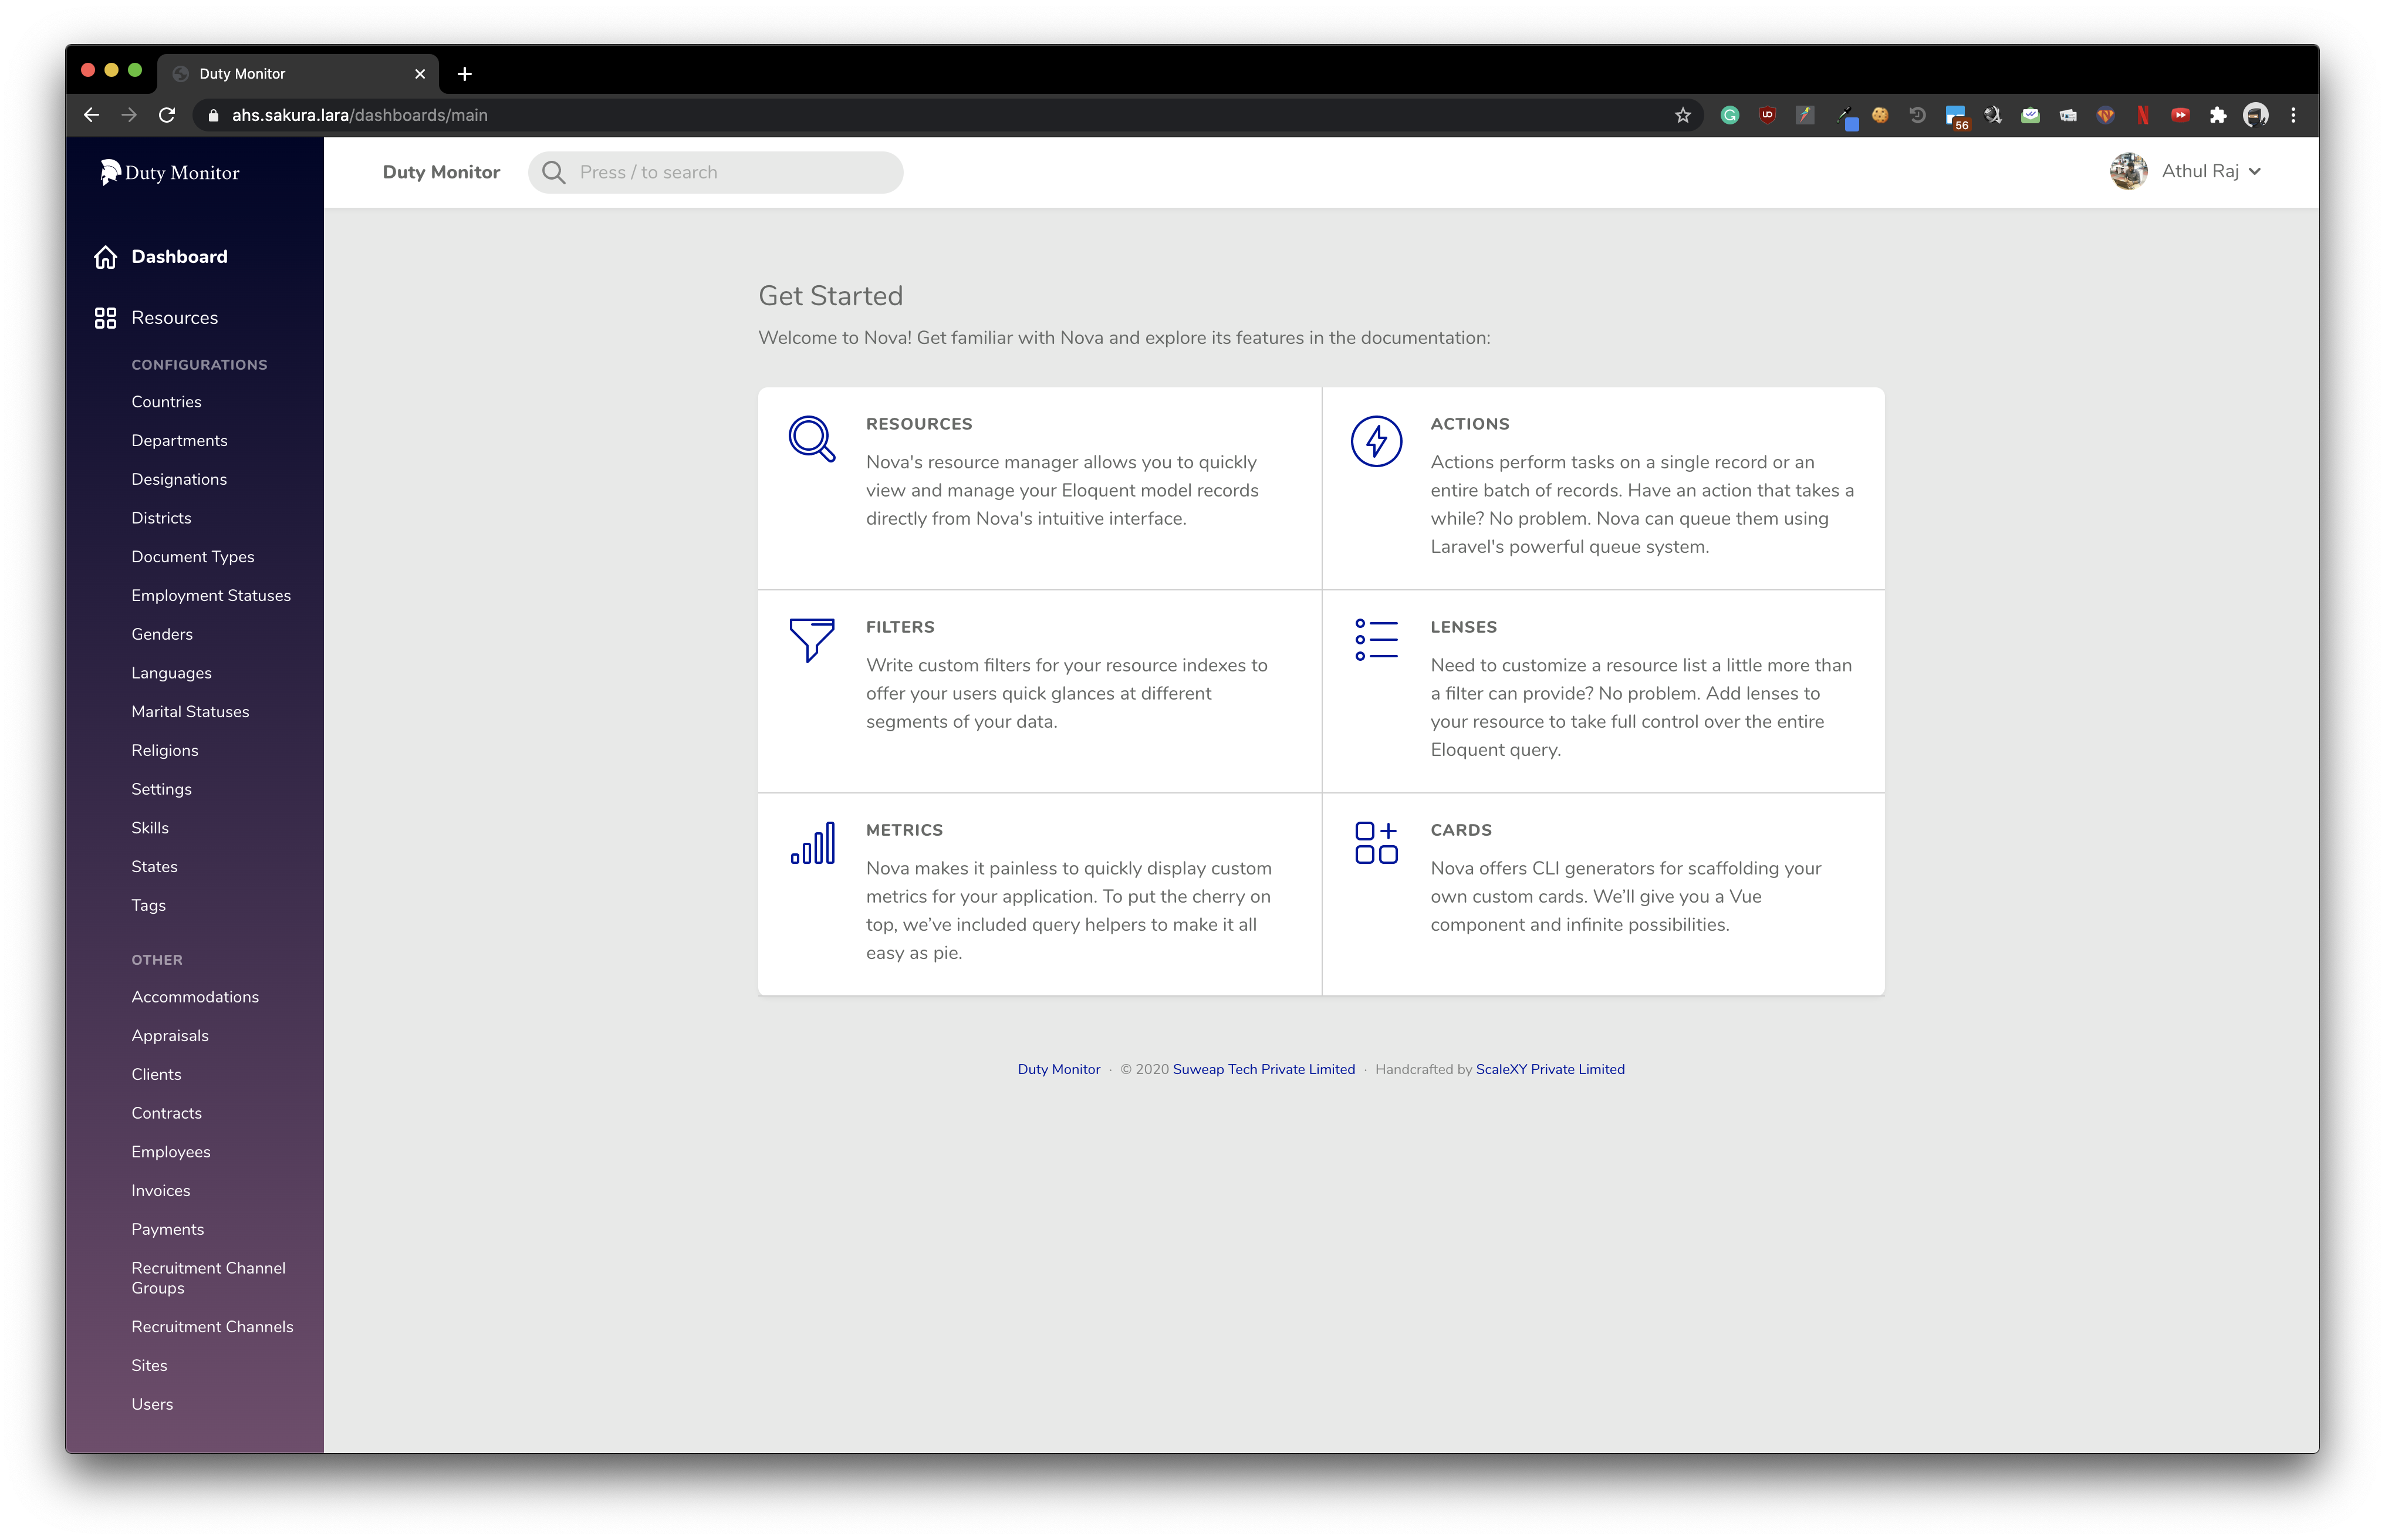 Duty Monitor
ahs.sakura.lara/dashboards/main
56
Duty Monitor
Duty Monitor
Press / to search
Athul Raj
Dashboard
Resources
CONFIGURATIONS
Countries
Departments
Designations
Districts
Document Types
Employment Statuses
Genders
Languages
Marital Statuses
Religions
Settings
Skills
States
Tags
OTHER
Accommodations
Appraisals
Clients
Contracts
Employees
Invoices
Payments
Recruitment Channel
Groups
Recruitment Channels
Sites
Users
Get Started
Welcome to Nova! Get familiar with Nova and explore its features in the documentation:
RESOURCES
Nova's resource manager allows you to quickly
view and manage your Eloquent model records
directly from Nova's intuitive interface.
ACTIONS
Actions perform tasks on a single record or an
entire batch of records. Have an action that takes a
while? No problem. Nova can queue them using
Laravel's powerful queue system.
FILTERS
Write custom filters for your resource indexes to
offer your users quick glances at different
segments of your data.
LENSES
Need to customize a resource list a little more than
a filter can provide? No problem. Add lenses to
your resource to take full control over the entire
Eloquent query.
METRICS
Nova makes it painless to quickly display custom
metrics for your application. To put the cherry on
top, we’ve included query helpers to make it all
easy as pie.
CARDS
Nova offers CLI generators for scaffolding your
own custom cards. We’ll give you a Vue
component and infinite possibilities.
Duty Monitor · © 2020 Suweap Tech Private Limited · Handcrafted by ScaleXY Private Limited